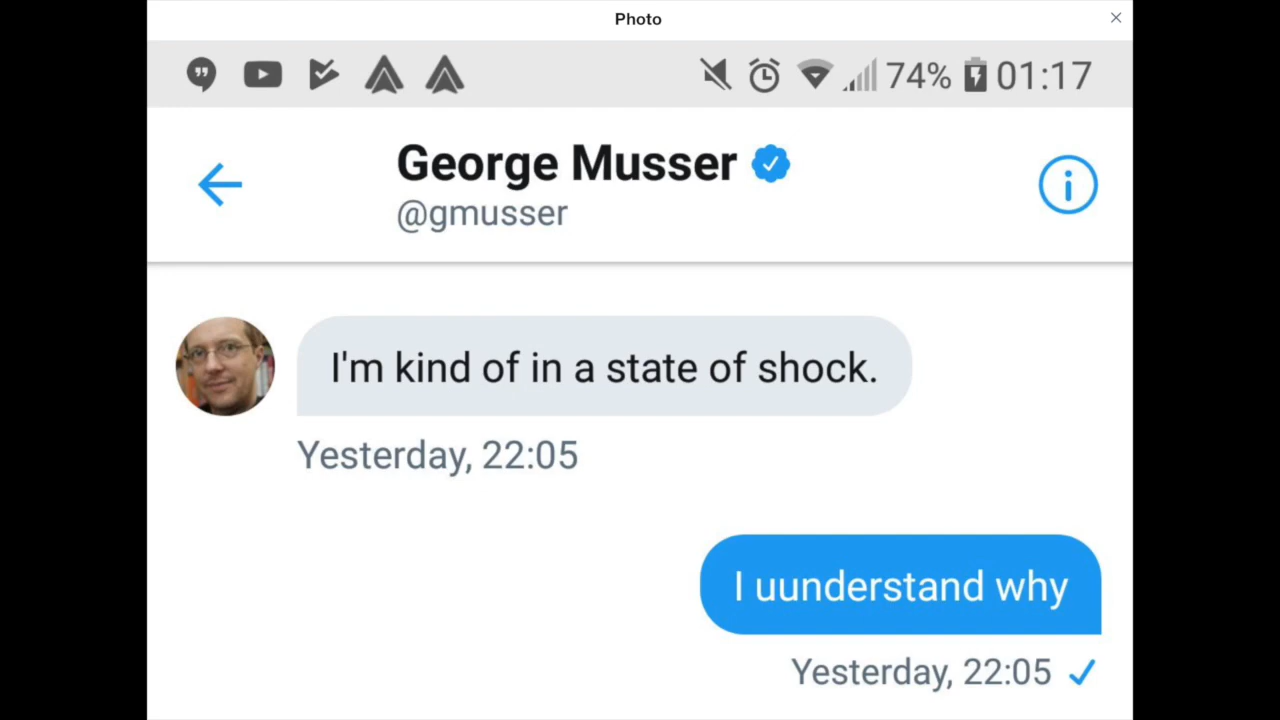 Photo
74% 01:17
George Musser
@gmusser
I'm kind of in a state of shock.
Yesterday, 22:05
I uunderstand why
Yesterday, 22:05